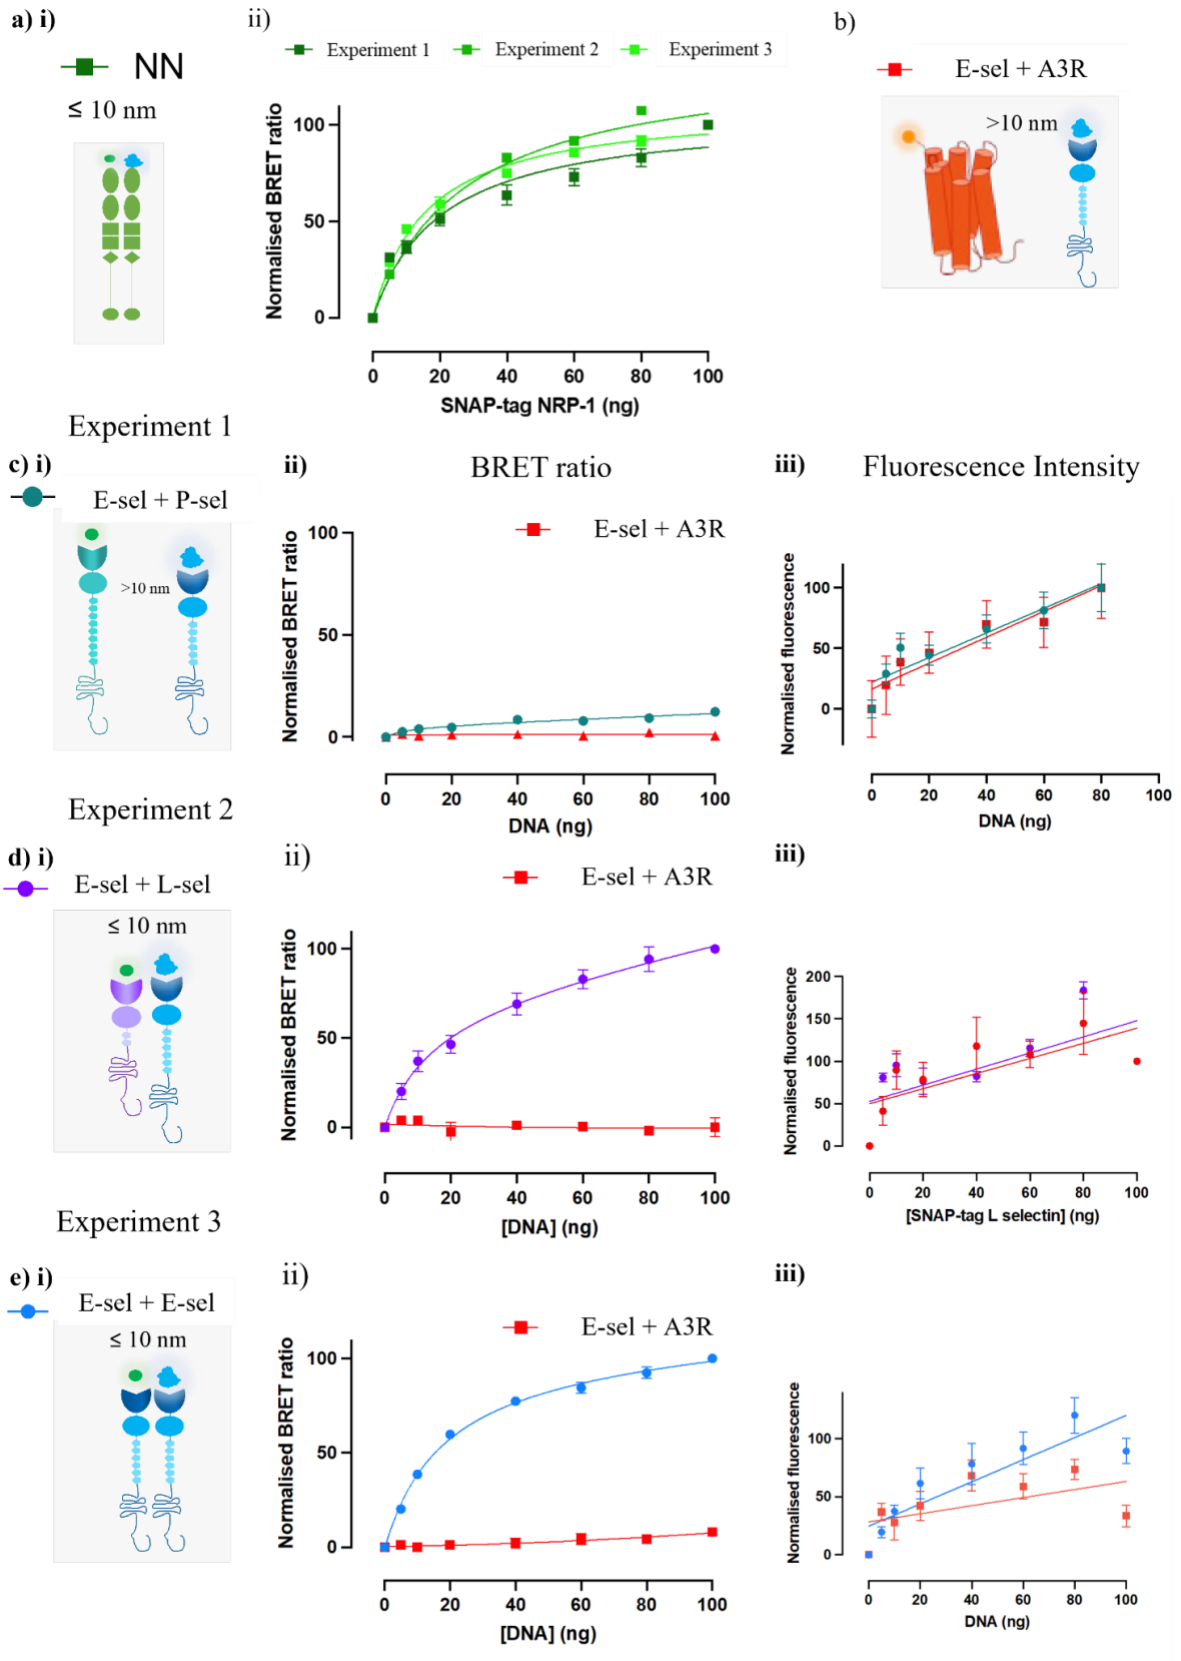 a) i)
NN
≤ 10 nm
ii)
Experiment 1 Experiment 2 Experiment 3
Normalised BRET ratio
100
50
0
0 20 40 60 80 100
SNAP-tag NRP-1 (ng)
b)
E-sel + A3R
>10 nm
Experiment 1
c) i)
E-sel + P-sel
>10 nm
ii)
BRET ratio
E-sel + A3R
Normalised BRET ratio
100
50
0
0 20 40 60 80 100
DNA (ng)
iii)
Fluorescence Intensity
Normalised fluorescence
100
50
0
0 20 40 60 80 100
DNA (ng)
Experiment 2
d) i)
E-sel + L-sel
≤ 10 nm
ii)
E-sel + A3R
Normalised BRET ratio
100
50
0
0 20 40 60 80 100
[DNA] (ng)
iii)
Normalised fluorescence
200
150
100
50
0
0 20 40 60 80 100
[SNAP-tag L selectin] (ng)
Experiment 3
e) i)
E-sel + E-sel
≤ 10 nm
ii)
E-sel + A3R
Normalised BRET ratio
100
50
0
0 20 40 60 80 100
[DNA] (ng)
iii)
Normalised fluorescence
100
50
0
0 20 40 60 80 100
DNA (ng)